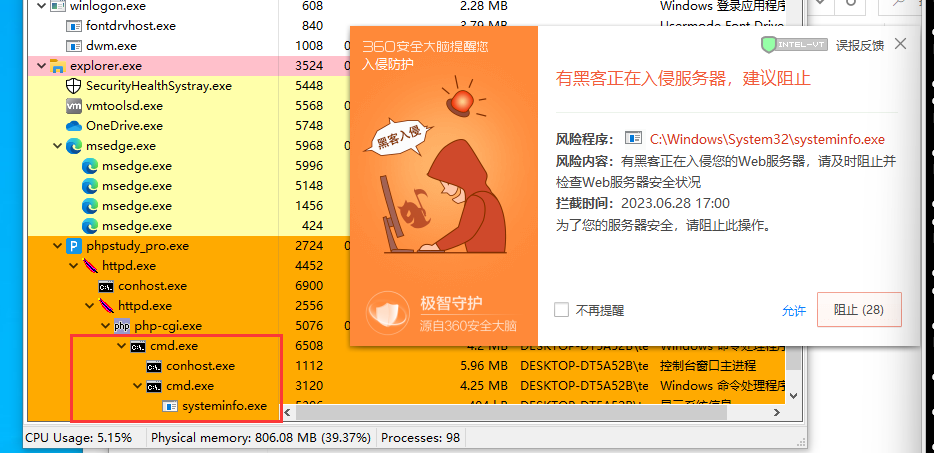 winlogon.exe 608 2.28 MB Windows 登录应用程序
fontdrvhost.exe 840 3.79 MB Usermode Font Drive
dwm.exe 1008
explorer.exe 3524
SecurityHealthSystray.exe 5448
vmtoolsd.exe 5568
OneDrive.exe 5748
msedge.exe 5968
msedge.exe 5996
msedge.exe 5148
msedge.exe 1456
msedge.exe 424
phpstudy_pro.exe 2724
httpd.exe 4452
conhost.exe 6900
httpd.exe 2556
php php-cgi.exe 5076
cmd.exe 6508 4.2 MB DESKTOP-DT5A52B\te Windows 命令处理程序
conhost.exe 1112 5.96 MB DESKTOP-DT5A52B\te 控制台窗口主进程
cmd.exe 3120 4.25 MB DESKTOP-DT5A52B\te Windows 命令处理程序
systeminfo.exe
CPU Usage: 5.15% Physical memory: 806.08 MB (39.37%) Processes: 98
360安全大脑提醒您
入侵防护
黑客入侵
极智守护
源自360安全大脑
INTEL-VT 误报反馈
有黑客正在入侵服务器，建议阻止
风险程序： C:\Windows\System32\systeminfo.exe
风险内容：有黑客正在入侵您的Web服务器，请及时阻止并
检查Web服务器安全状况
拦截时间：2023.06.28 17:00
为了您的服务器安全，请阻止此操作。
不再提醒 允许 阻止 (28)